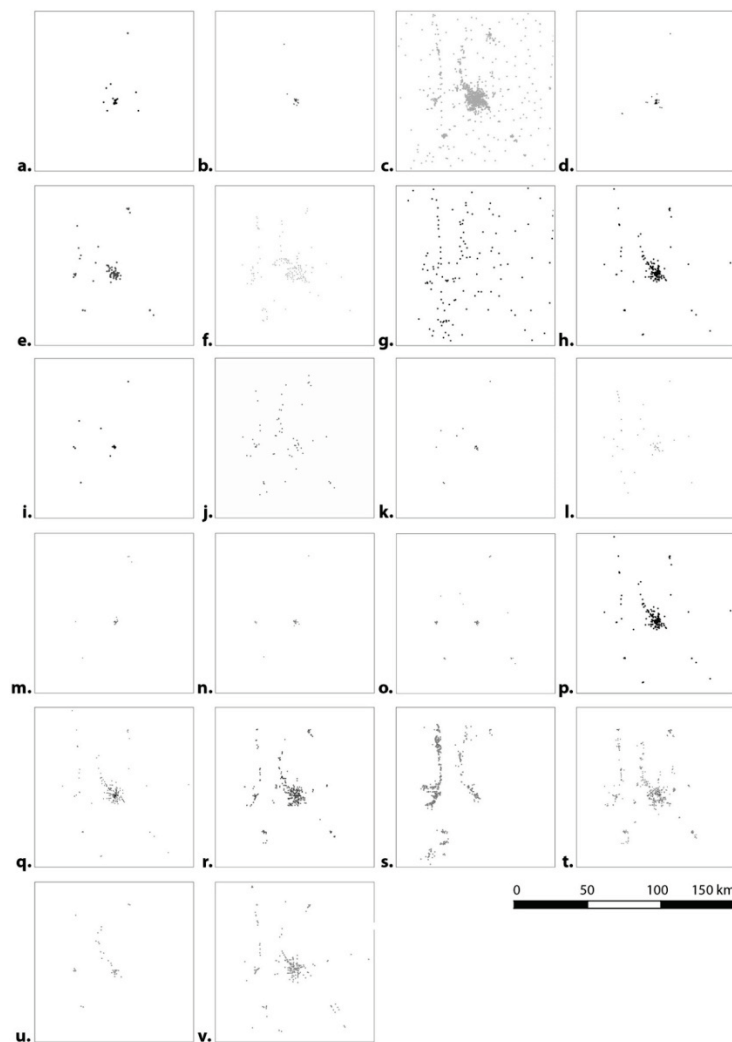 a. b. c. d.
e. f. g. h.
i. j. k. l.
m. n. o. p.
q. r. s. t.
0 50 100 150 km
u. v.